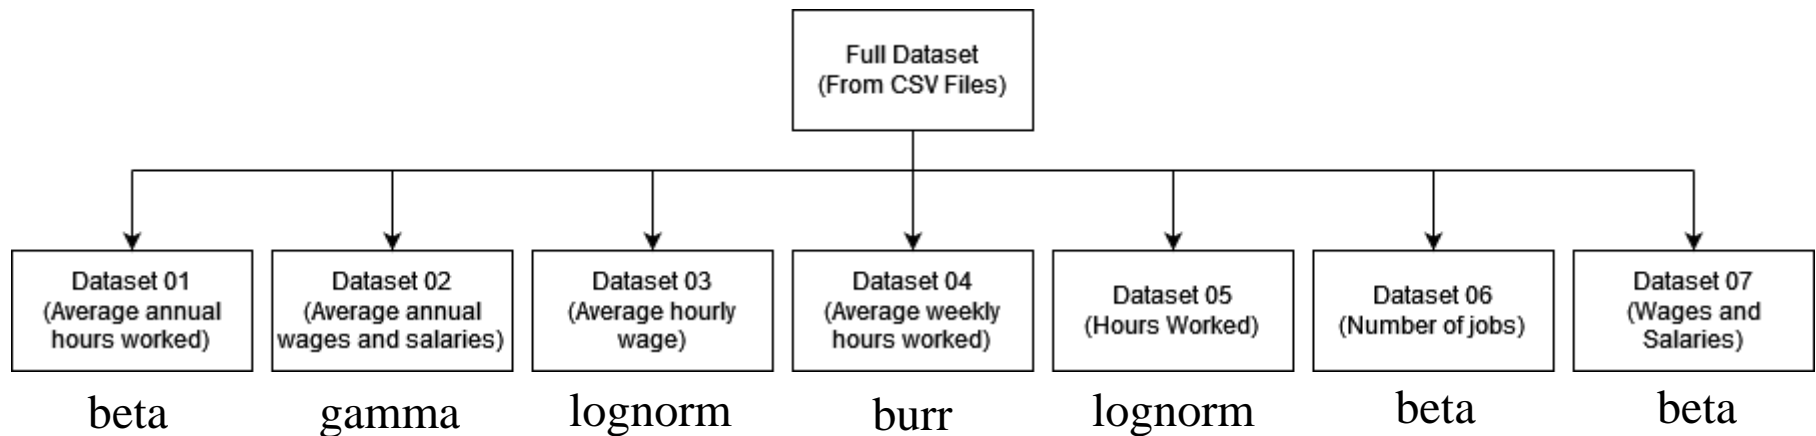 Full Dataset
(From CSV Files)
Dataset 01
(Average annual
hours worked)
Dataset 02
(Average annual
wages and salaries)
Dataset 03
(Average hourly
wage)
Dataset 04
(Average weekly
hours worked)
Dataset 05
(Hours Worked)
Dataset 06
(Number of jobs)
Dataset 07
(Wages and
Salaries)
beta
gamma
lognorm
burr
lognorm
beta
beta